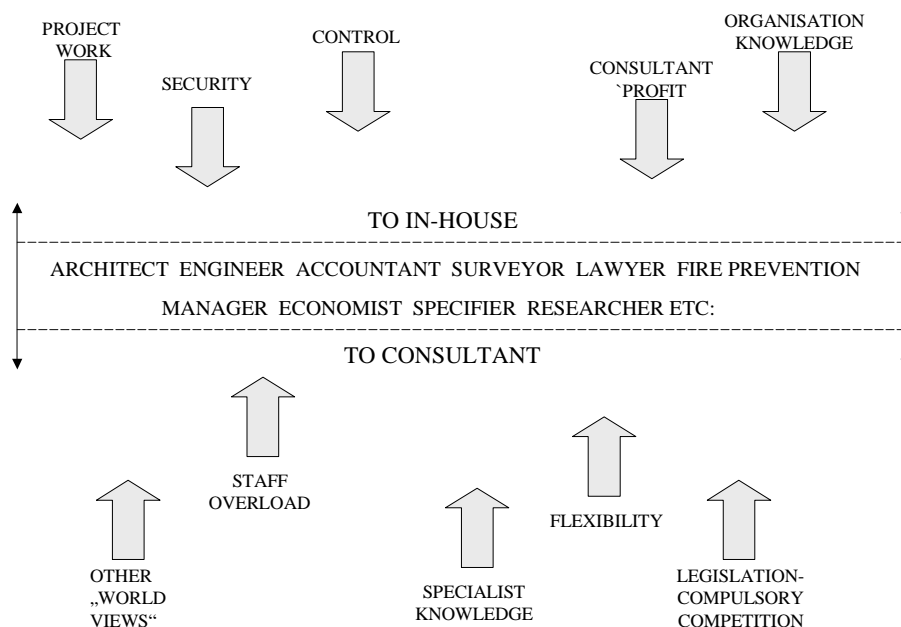 PROJECT
WORK
SECURITY
CONTROL
CONSULTANT
`PROFIT
ORGANISATION
KNOWLEDGE
TO IN-HOUSE
ARCHITECT ENGINEER ACCOUNTANT SURVEYOR LAWYER FIRE PREVENTION
MANAGER ECONOMIST SPECIFIER RESEARCHER ETC:
TO CONSULTANT
STAFF
OVERLOAD
OTHER
„WORLD
VIEWS“
SPECIALIST
KNOWLEDGE
FLEXIBILITY
LEGISLATION-
COMPULSORY
COMPETITION